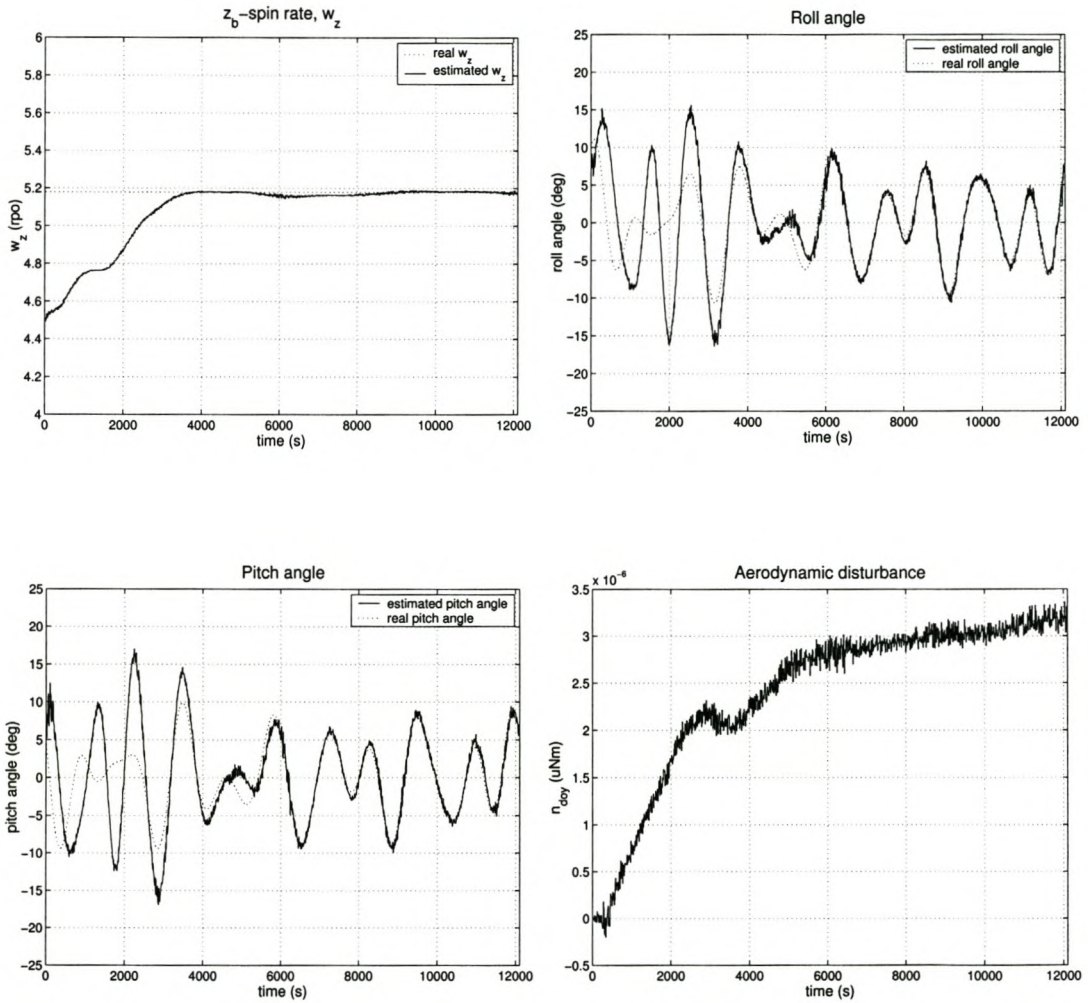 z_b-spin rate, w_z
6
5.8
5.6
5.4
5.2
5
4.8
4.6
4.4
4.2
4
w_z (rpo)
real w_z
estimated w_z
0 2000 4000 6000 8000 10000 12000
time (s)
Roll angle
25
20
15
10
5
0
-5
-10
-15
-20
-25
roll angle (deg)
estimated roll angle
real roll angle
0 2000 4000 6000 8000 10000 12000
time (s)
Pitch angle
25
20
15
10
5
0
-5
-10
-15
-20
-25
pitch angle (deg)
estimated pitch angle
real pitch angle
0 2000 4000 6000 8000 10000 12000
time (s)
Aerodynamic disturbance
x 10^-6
3.5
3
2.5
2
1.5
1
0.5
0
-0.5
n_doy (uNm)
0 2000 4000 6000 8000 10000 12000
time (s)